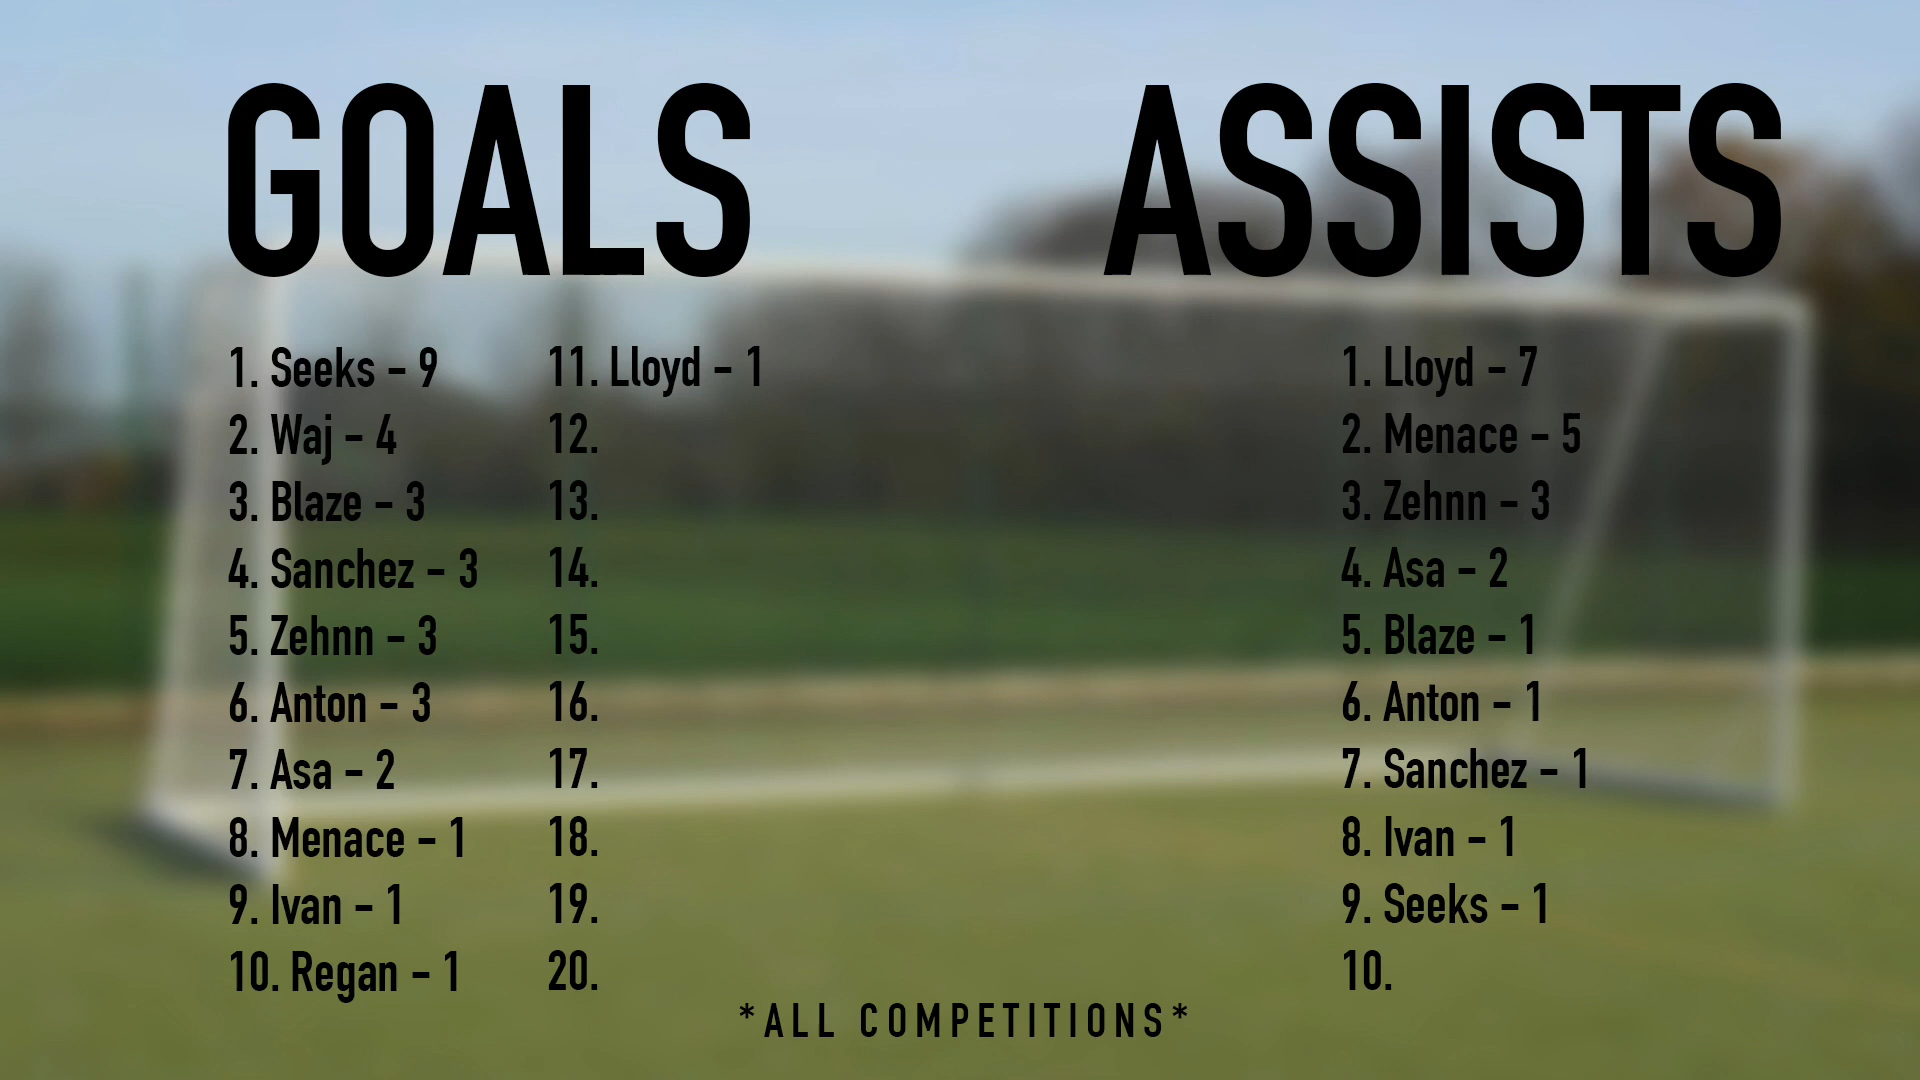 GOALS
1. Seeks – 9
2. Waj – 4
3. Blaze – 3
4. Sanchez – 3
5. Zehnn – 3
6. Anton – 3
7. Asa – 2
8. Menace – 1
9. Ivan – 1
10. Regan – 1
11. Lloyd – 1
12.
13.
14.
15.
16.
17.
18.
19.
20.
ASSISTS
1. Lloyd – 7
2. Menace – 5
3. Zehnn – 3
4. Asa – 2
5. Blaze – 1
6. Anton – 1
7. Sanchez – 1
8. Ivan – 1
9. Seeks – 1
10.
*ALL COMPETITIONS*